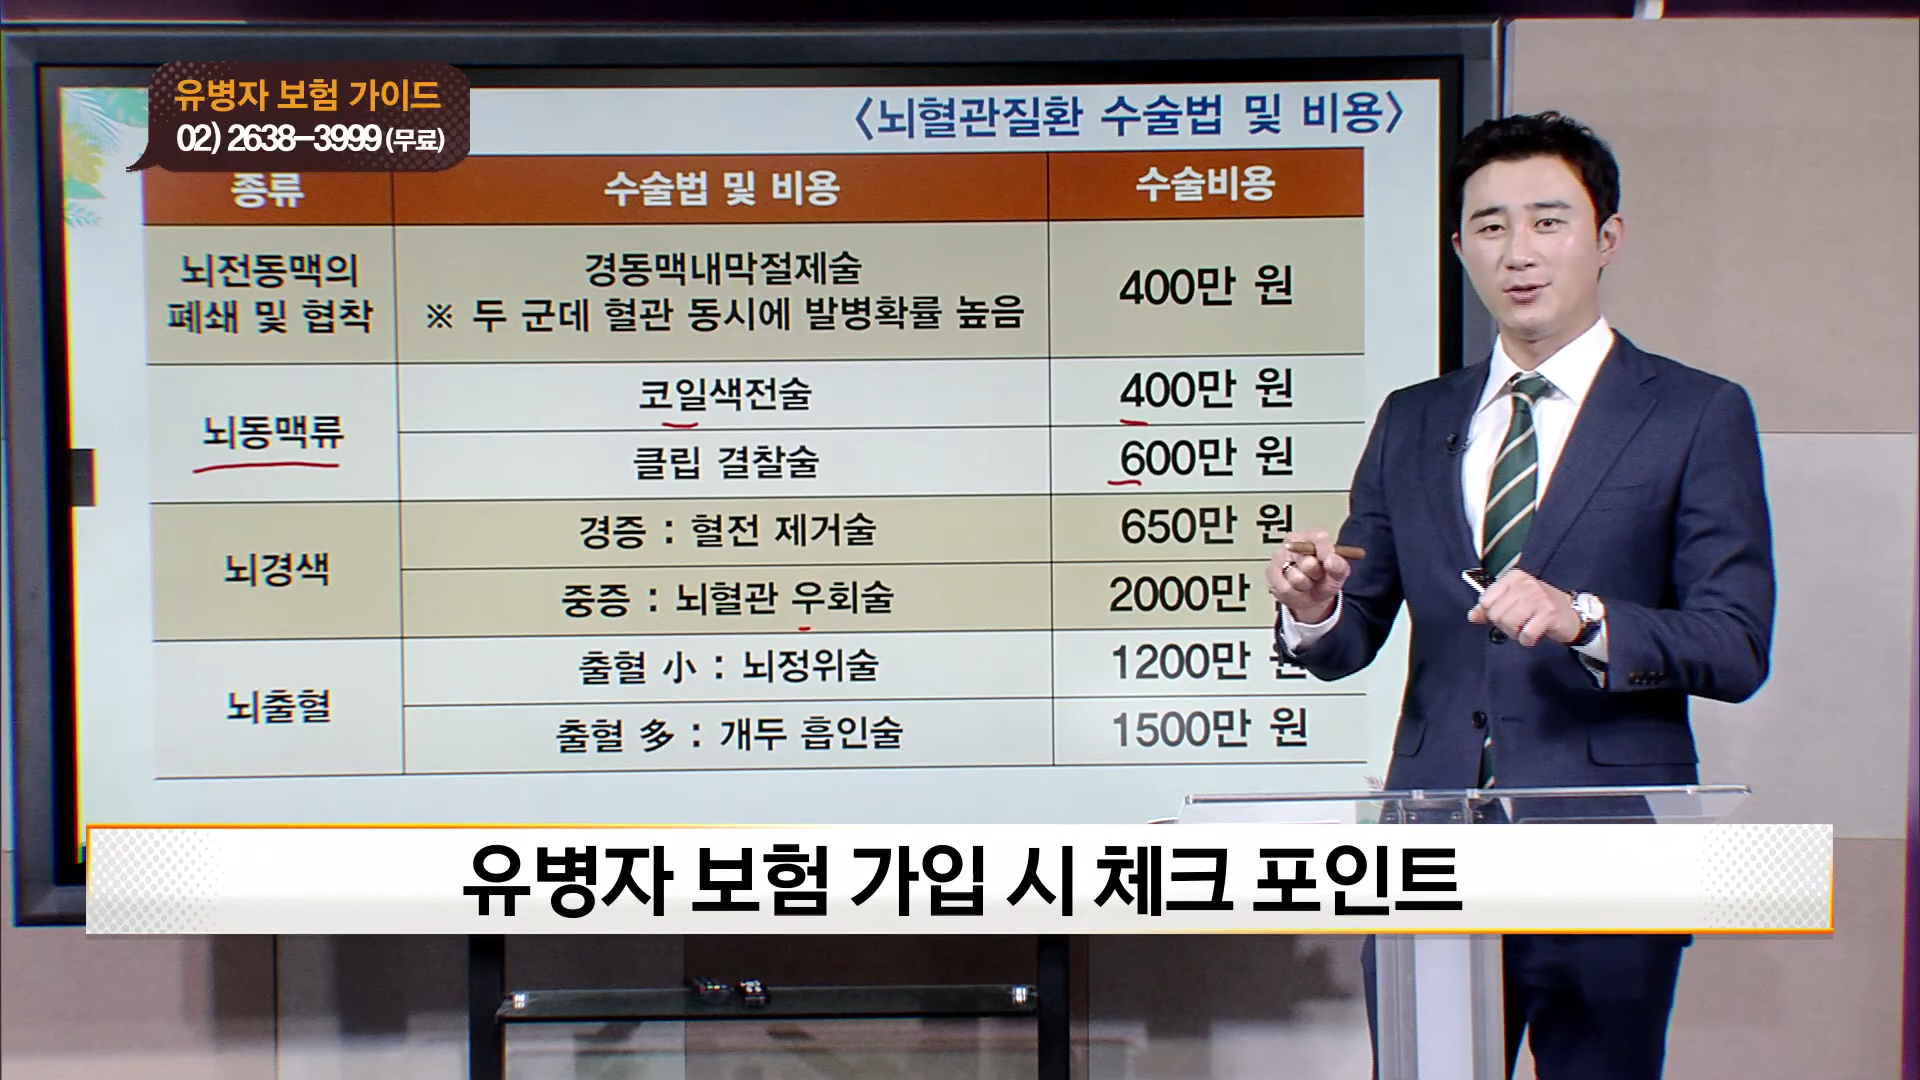 유병자 보험 가이드
02) 2638-3999 (무료)
<뇌혈관질환 수술법 및 비용>
종류 수술법 및 비용 수술비용
뇌전동맥의
폐쇄 및 협착
경동맥내막절제술
※ 두 군데 혈관 동시에 발병확률 높음
400만 원
뇌동맥류
코일색전술 400만 원
클립 결찰술 600만 원
뇌경색
경증 : 혈전 제거술 650만 원
중증 : 뇌혈관 우회술 2000만
뇌출혈
출혈 小 : 뇌정위술 1200만 원
출혈 多 : 개두 흡인술 1500만 원
유병자 보험 가입 시 체크 포인트